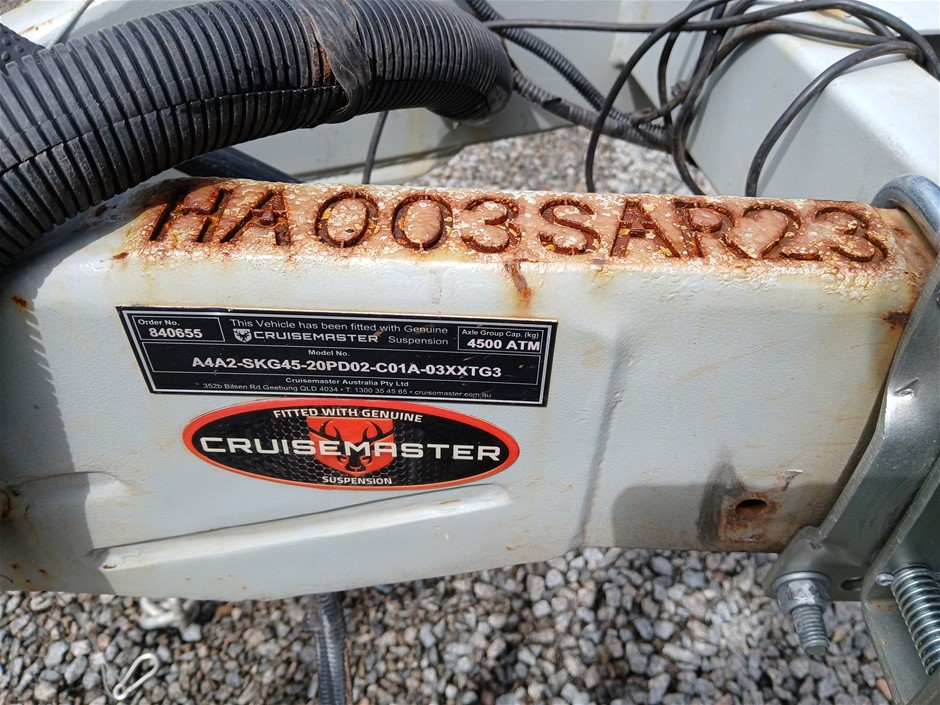 HA003SAR23
Order No.
840655
This Vehicle has been fitted with Genuine
CRUISEMASTER Suspension
Axle Group Cap. (kg)
4500 ATM
Model No.
A4A2-SKG45-20PD02-C01A-03XXTG3
Cruisemaster Australia Pty Ltd
352b Bilsen Rd Geebung QLD 4034 • T: 1300 35 45 65 • cruisemaster.com.au
FITTED WITH GENUINE
CRUISEMASTER
SUSPENSION